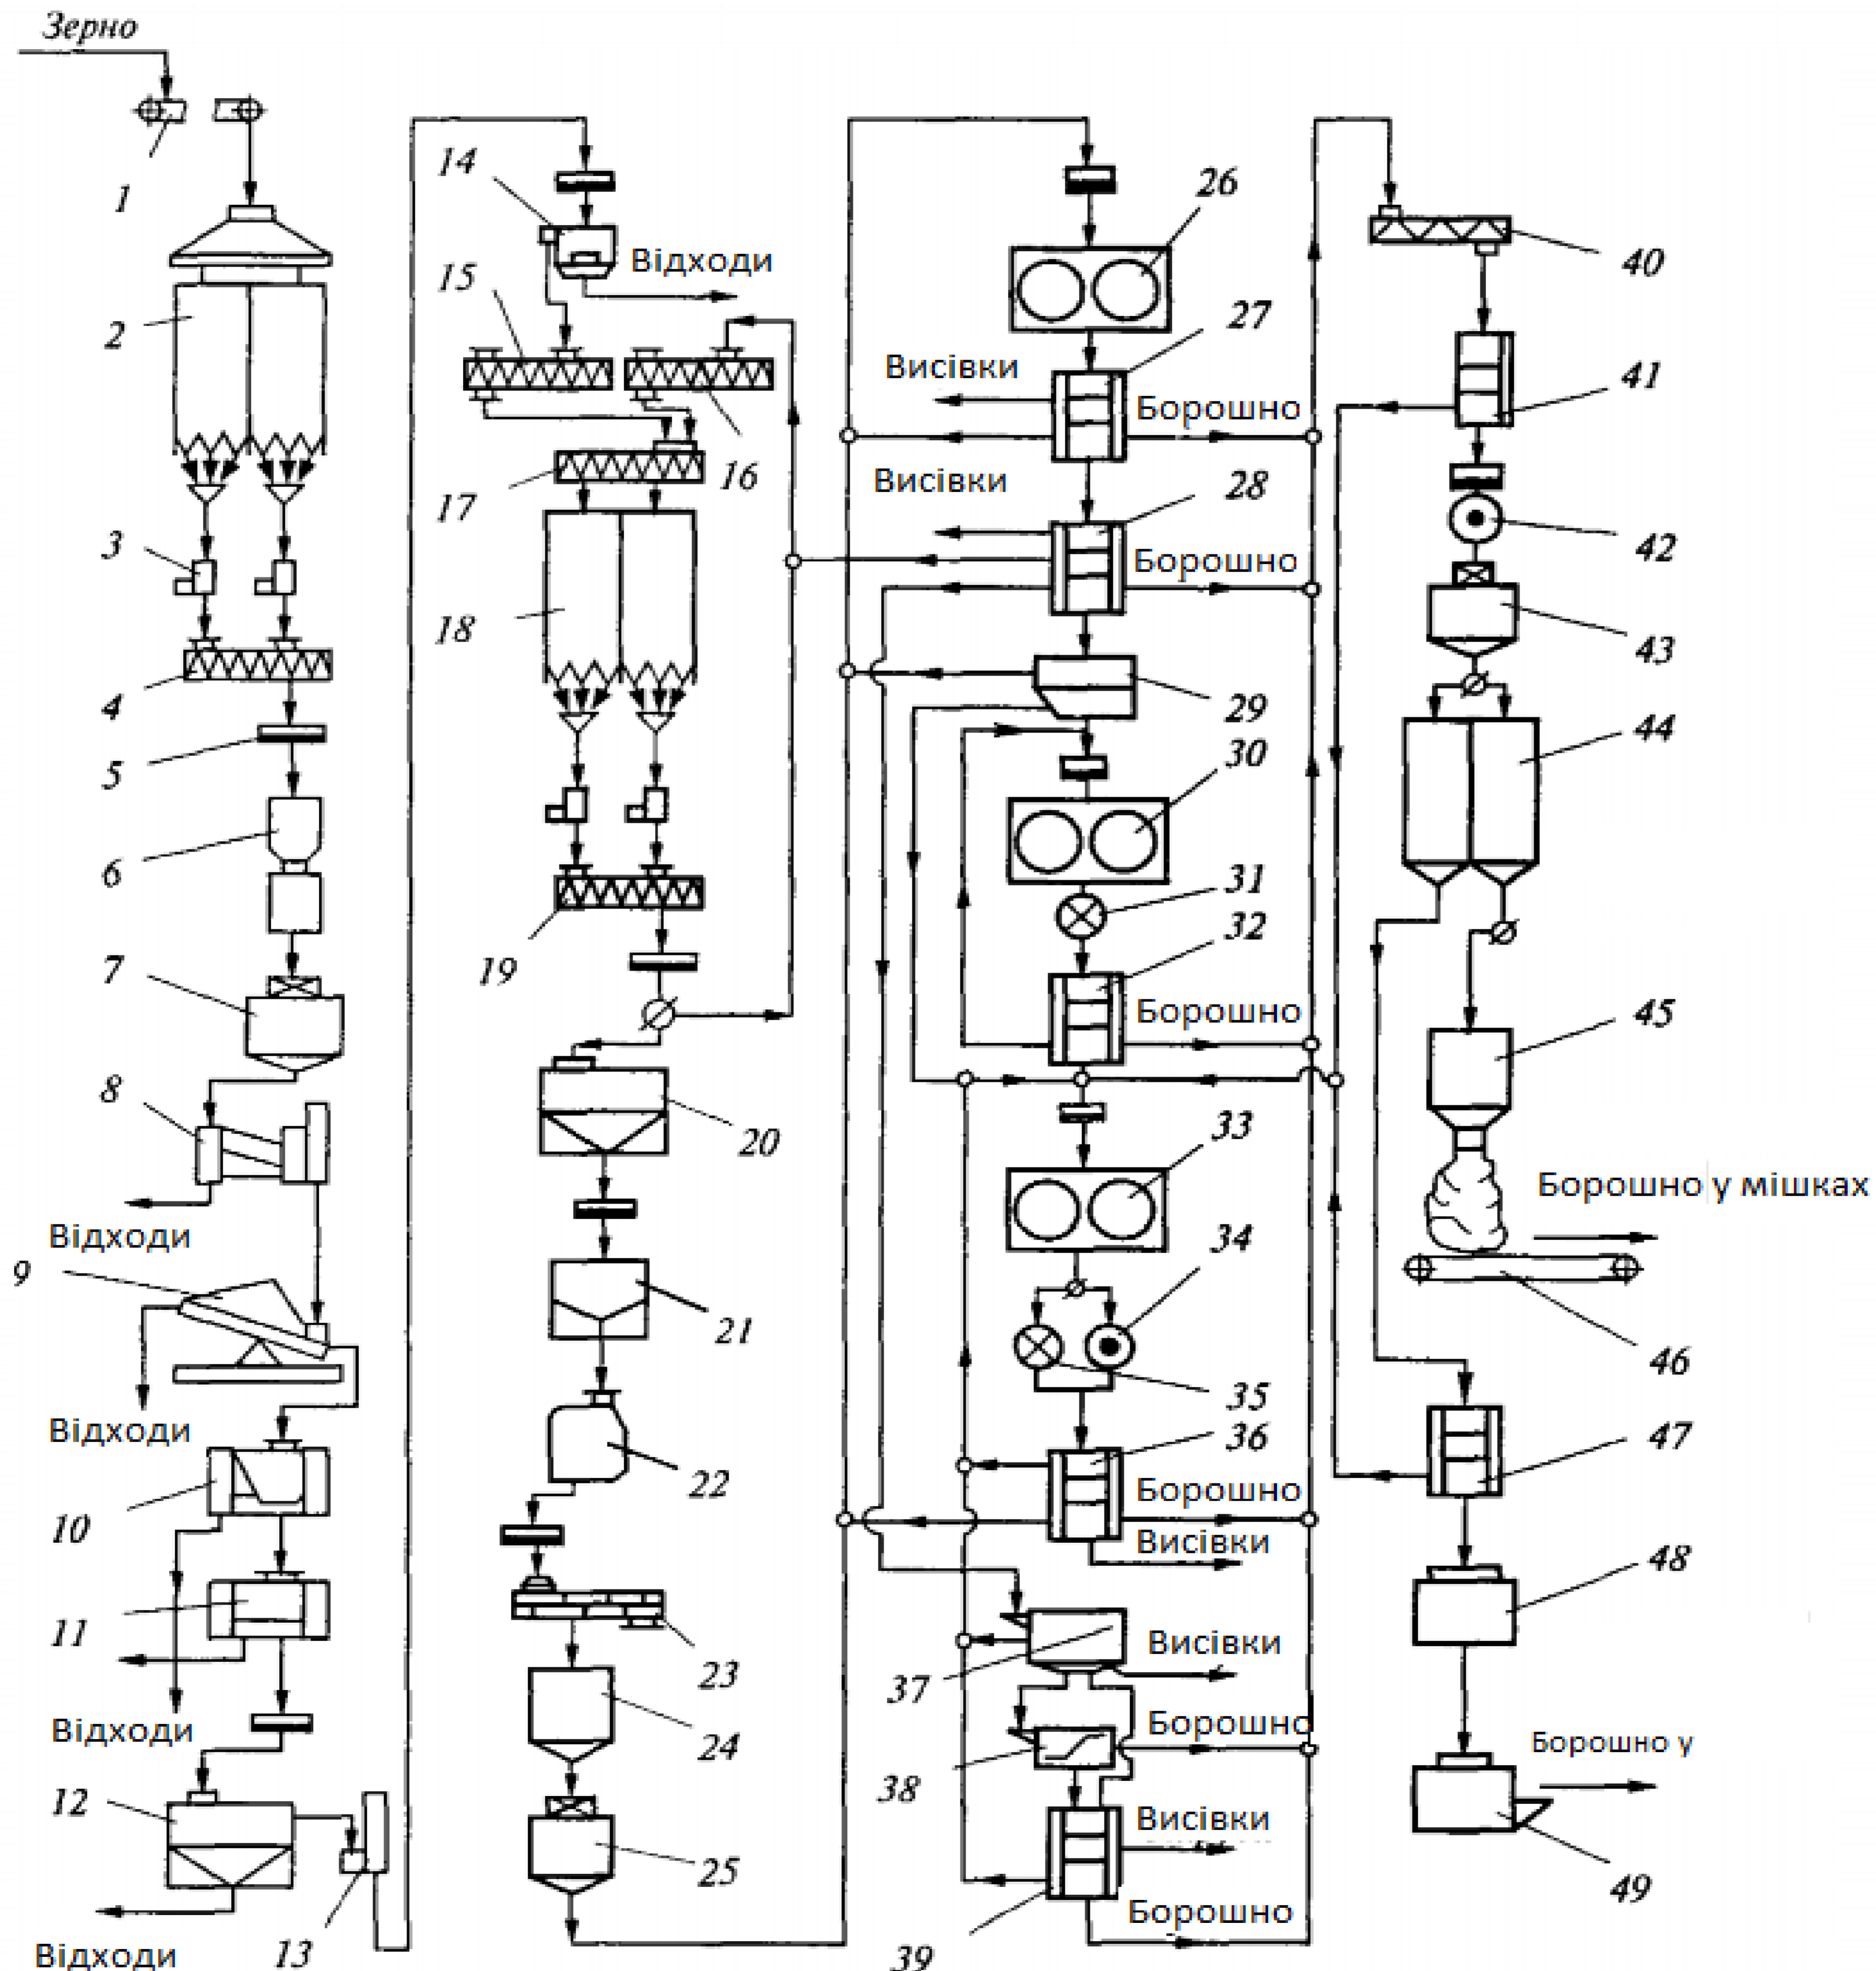 Зерно
1
2
3
4
5
6
7
8
Відходи
9
Відходи
10
11
Відходи
12
13
Відходи
14
Відходи
15
16
17
18
19
20
21
22
23
24
25
26
27
Висівки
Борошно
Висівки
28
Борошно
29
30
31
32
Борошно
33
34
35
36
Борошно
Висівки
37
Висівки
Борошно
38
Висівки
39
Борошно
40
41
42
43
44
45
Борошно у мішках
46
47
48
Борошно у
49